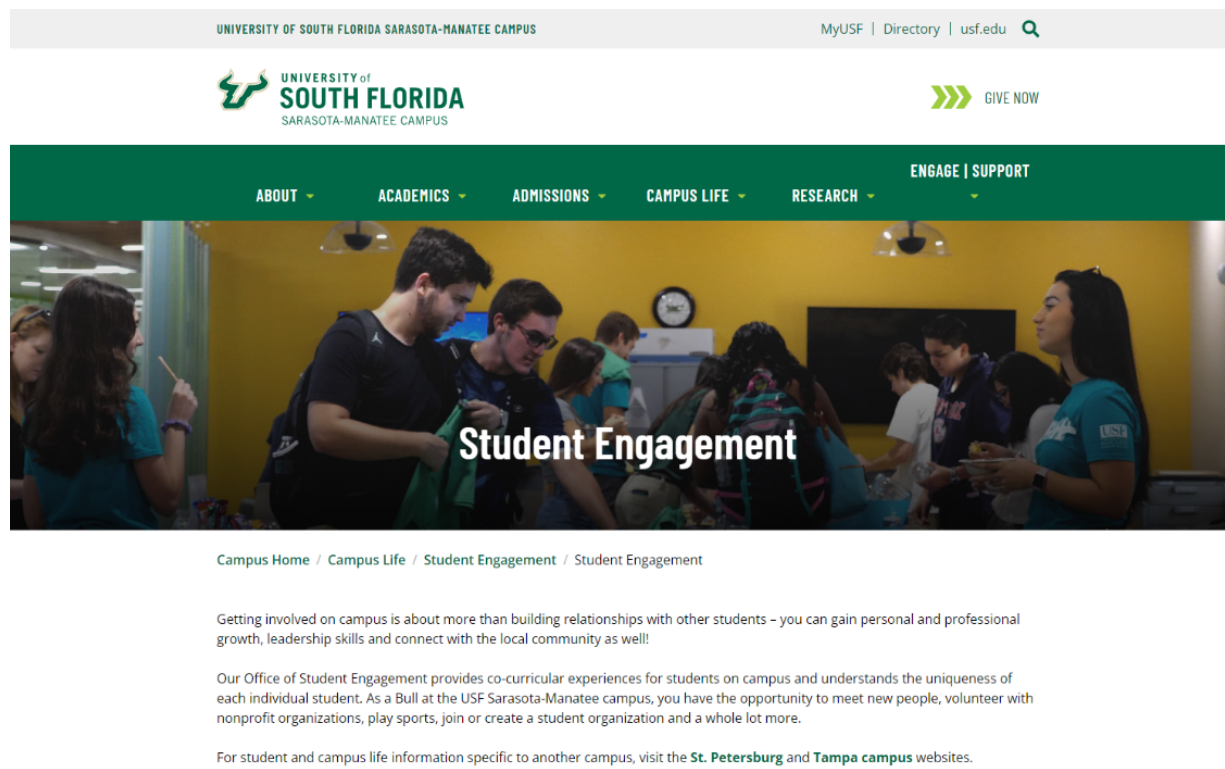 UNIVERSITY OF SOUTH FLORIDA SARASOTA-MANATEE CAMPUS
MyUSF | Directory | usf.edu
UNIVERSITY of
SOUTH FLORIDA
SARASOTA-MANATEE CAMPUS
GIVE NOW
ABOUT
ACADEMICS
ADMISSIONS
CAMPUS LIFE
RESEARCH
ENGAGE | SUPPORT
USF
Student Engagement
Campus Home / Campus Life / Student Engagement / Student Engagement
Getting involved on campus is about more than building relationships with other students – you can gain personal and professional
growth, leadership skills and connect with the local community as well!
Our Office of Student Engagement provides co-curricular experiences for students on campus and understands the uniqueness of
each individual student. As a Bull at the USF Sarasota-Manatee campus, you have the opportunity to meet new people, volunteer with
nonprofit organizations, play sports, join or create a student organization and a whole lot more.
For student and campus life information specific to another campus, visit the St. Petersburg and Tampa campus websites.